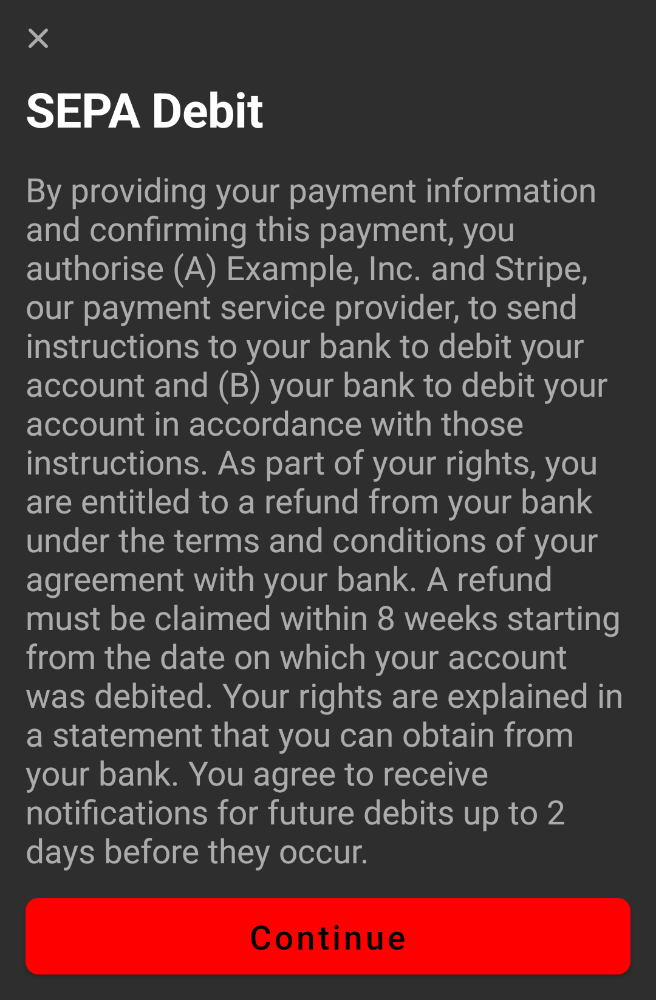 SEPA Debit
By providing your payment information
and confirming this payment, you
authorise (A) Example, Inc. and Stripe,
our payment service provider, to send
instructions to your bank to debit your
account and (B) your bank to debit your
account in accordance with those
instructions. As part of your rights, you
are entitled to a refund from your bank
under the terms and conditions of your
agreement with your bank. A refund
must be claimed within 8 weeks starting
from the date on which your account
was debited. Your rights are explained in
a statement that you can obtain from
your bank. You agree to receive
notifications for future debits up to 2
days before they occur.
Continue